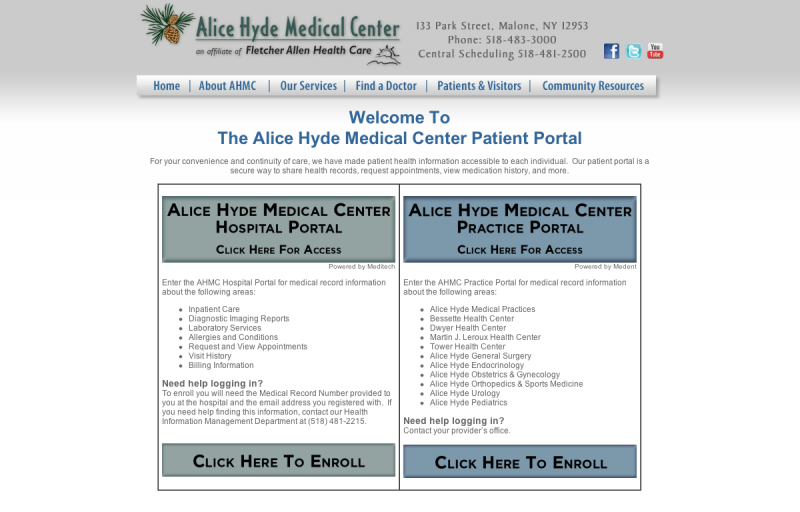 Alice Hyde Medical Center
an affiliate of Fletcher Allen Health Care
133 Park Street, Malone, NY 12953
Phone: 518-483-3000
Central Scheduling 518-481-2500
You
Tube
Home | About AHMC | Our Services | Find a Doctor | Patients & Visitors | Community Resources
Welcome To
The Alice Hyde Medical Center Patient Portal
For your convenience and continuity of care, we have made patient health information accessible to each individual. Our patient portal is a
secure way to share health records, request appointments, view medication history, and more.
Alice Hyde Medical Center
Hospital Portal
Click Here For Access
Powered by Meditech
Enter the AHMC Hospital Portal for medical record information
about the following areas:
• Inpatient Care
• Diagnostic Imaging Reports
• Laboratory Services
• Allergies and Conditions
• Request and View Appointments
• Visit History
• Billing Information
Need help logging in?
To enroll you will need the Medical Record Number provided to
you at the hospital and the email address you registered with. If
you need help finding this information, contact our Health
Information Management Department at (518) 481-2215.
Click Here To Enroll
Alice Hyde Medical Center
Practice Portal
Click Here For Access
Powered by Medent
Enter the AHMC Practice Portal for medical record information
about the following areas:
• Alice Hyde Medical Practices
• Bessette Health Center
• Dwyer Health Center
• Martin J. Leroux Health Center
• Tower Health Center
• Alice Hyde General Surgery
• Alice Hyde Endocrinology
• Alice Hyde Obstetrics & Gynecology
• Alice Hyde Orthopedics & Sports Medicine
• Alice Hyde Urology
• Alice Hyde Pediatrics
Need help logging in?
Contact your provider's office.
Click Here To Enroll